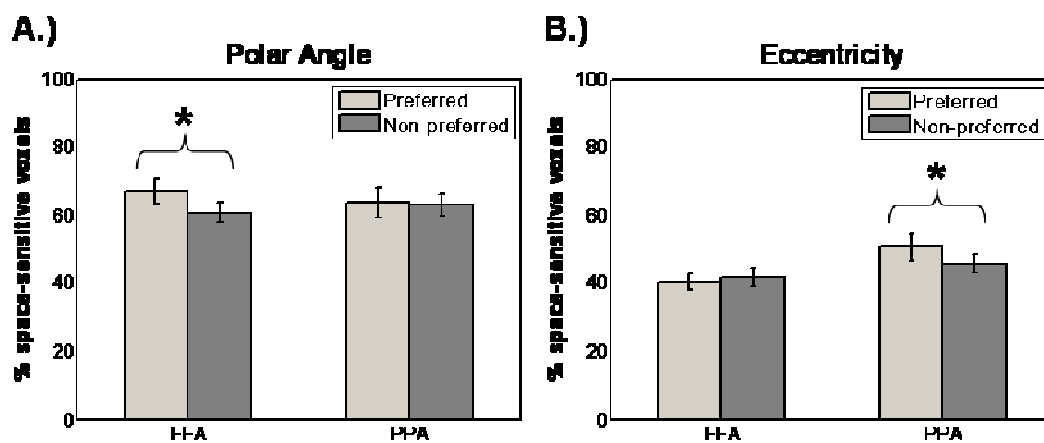 A.)
Polar Angle
% space-sensitive voxels
100
80
60
40
20
0
Preferred
Non-preferred
*
FFA
PPA
B.)
Eccentricity
% space-sensitive voxels
100
80
60
40
20
0
Preferred
Non-preferred
*
FFA
PPA